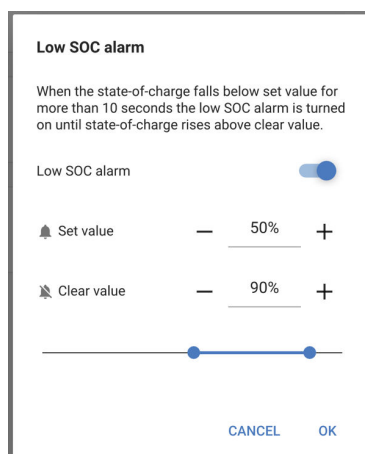 Low SOC alarm
When the state-of-charge falls below set value for
more than 10 seconds the low SOC alarm is turned
on until state-of-charge rises above clear value.
Low SOC alarm
Set value − 50% +
Clear value − 90% +
CANCEL OK